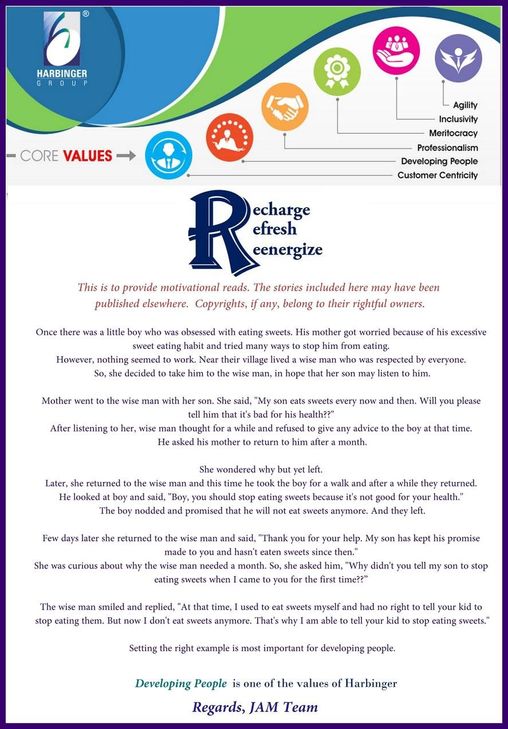 ®
HARBINGER
GROUP
Agility
Inclusivity
Meritocracy
Professionalism
Developing People
Customer Centricity
CORE VALUES
Recharge
Refresh
Reenergize
This is to provide motivational reads. The stories included here may have been
published elsewhere. Copyrights, if any, belong to their rightful owners.
Once there was a little boy who was obsessed with eating sweets. His mother got worried because of his excessive
sweet eating habit and tried many ways to stop him from eating.
However, nothing seemed to work. Near their village lived a wise man who was respected by everyone.
So, she decided to take him to the wise man, in hope that her son may listen to him.
Mother went to the wise man with her son. She said, "My son eats sweets every now and then. Will you please
tell him that it's bad for his health??"
After listening to her, wise man thought for a while and refused to give any advice to the boy at that time.
He asked his mother to return to him after a month.
She wondered why but yet left.
Later, she returned to the wise man and this time he took the boy for a walk and after a while they returned.
He looked at boy and said, "Boy, you should stop eating sweets because it's not good for your health."
The boy nodded and promised that he will not eat sweets anymore. And they left.
Few days later she returned to the wise man and said, "Thank you for your help. My son has kept his promise
made to you and hasn't eaten sweets since then."
She was curious about why the wise man needed a month. So, she asked him, "Why didn't you tell my son to stop
eating sweets when I came to you for the first time??"
The wise man smiled and replied, "At that time, I used to eat sweets myself and had no right to tell your kid to
stop eating them. But now I don't eat sweets anymore. That's why I am able to tell your kid to stop eating sweets."
Setting the right example is most important for developing people.
Developing People is one of the values of Harbinger
Regards, JAM Team